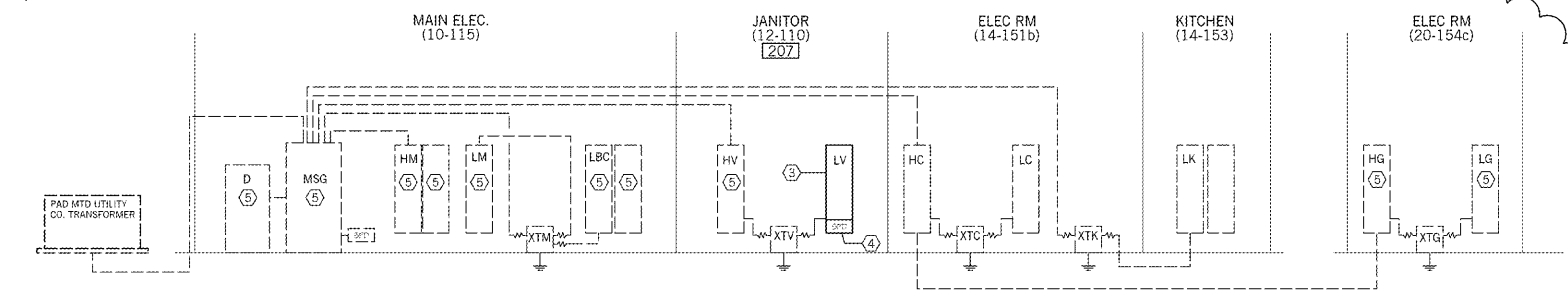 MAIN ELEC.
(10-115)
JANITOR
(12-110)
207
ELEC RM
(14-151b)
KITCHEN
(14-153)
ELEC RM
(20-154c)
PAD MTD UTILITY
CO. TRANSFORMER
D
5
MSG
5
HM
5
5
LM
5
XTM
LBC
5
5
HV
5
XTV
3
LV
4
HC
XTC
LC
XTK
LK
HG
5
XTG
LG
5